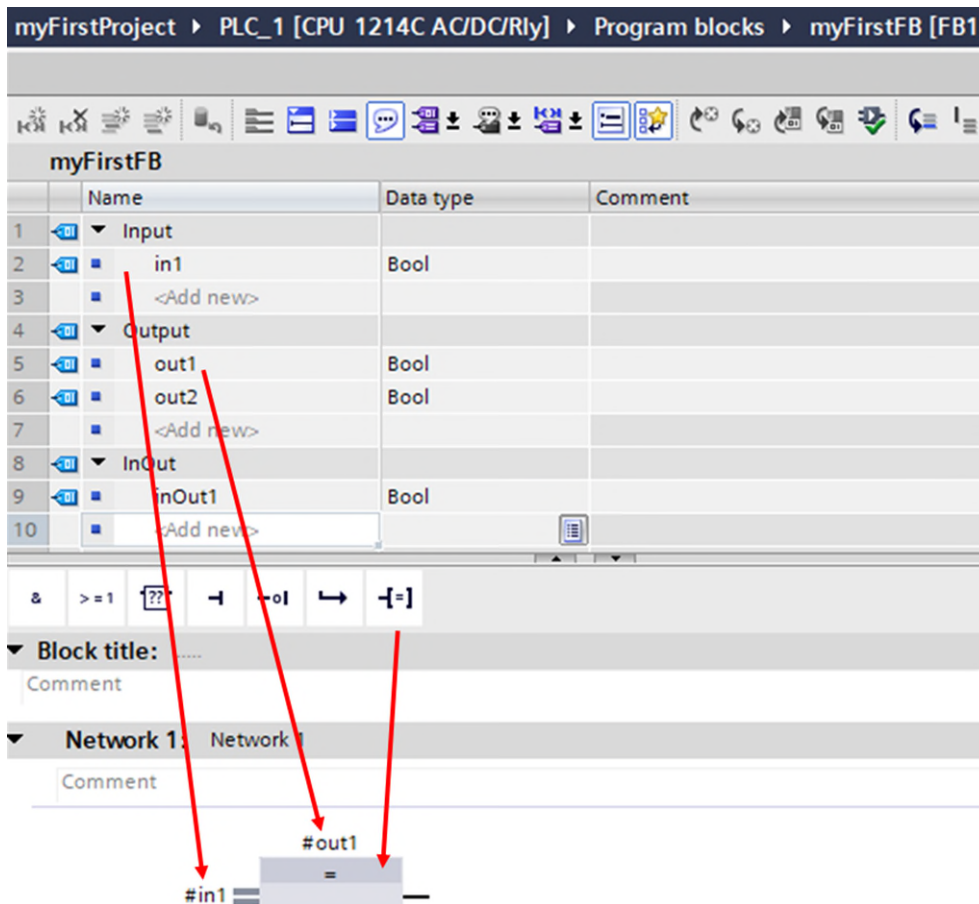 myFirstProject ▸ PLC_1 [CPU 1214C AC/DC/Rly] ▸ Program blocks ▸ myFirstFB [FB1
myFirstFB
Name Data type Comment
1 Input
2 in1 Bool
3 <Add new>
4 Output
5 out1 Bool
6 out2 Bool
7 <Add new>
8 InOut
9 inOut1 Bool
10 <Add new>
& >=1 ?? -| -o| ↦ -[=]
Block title: .....
Comment
Network 1: Network 1
Comment
#out1
=
#in1